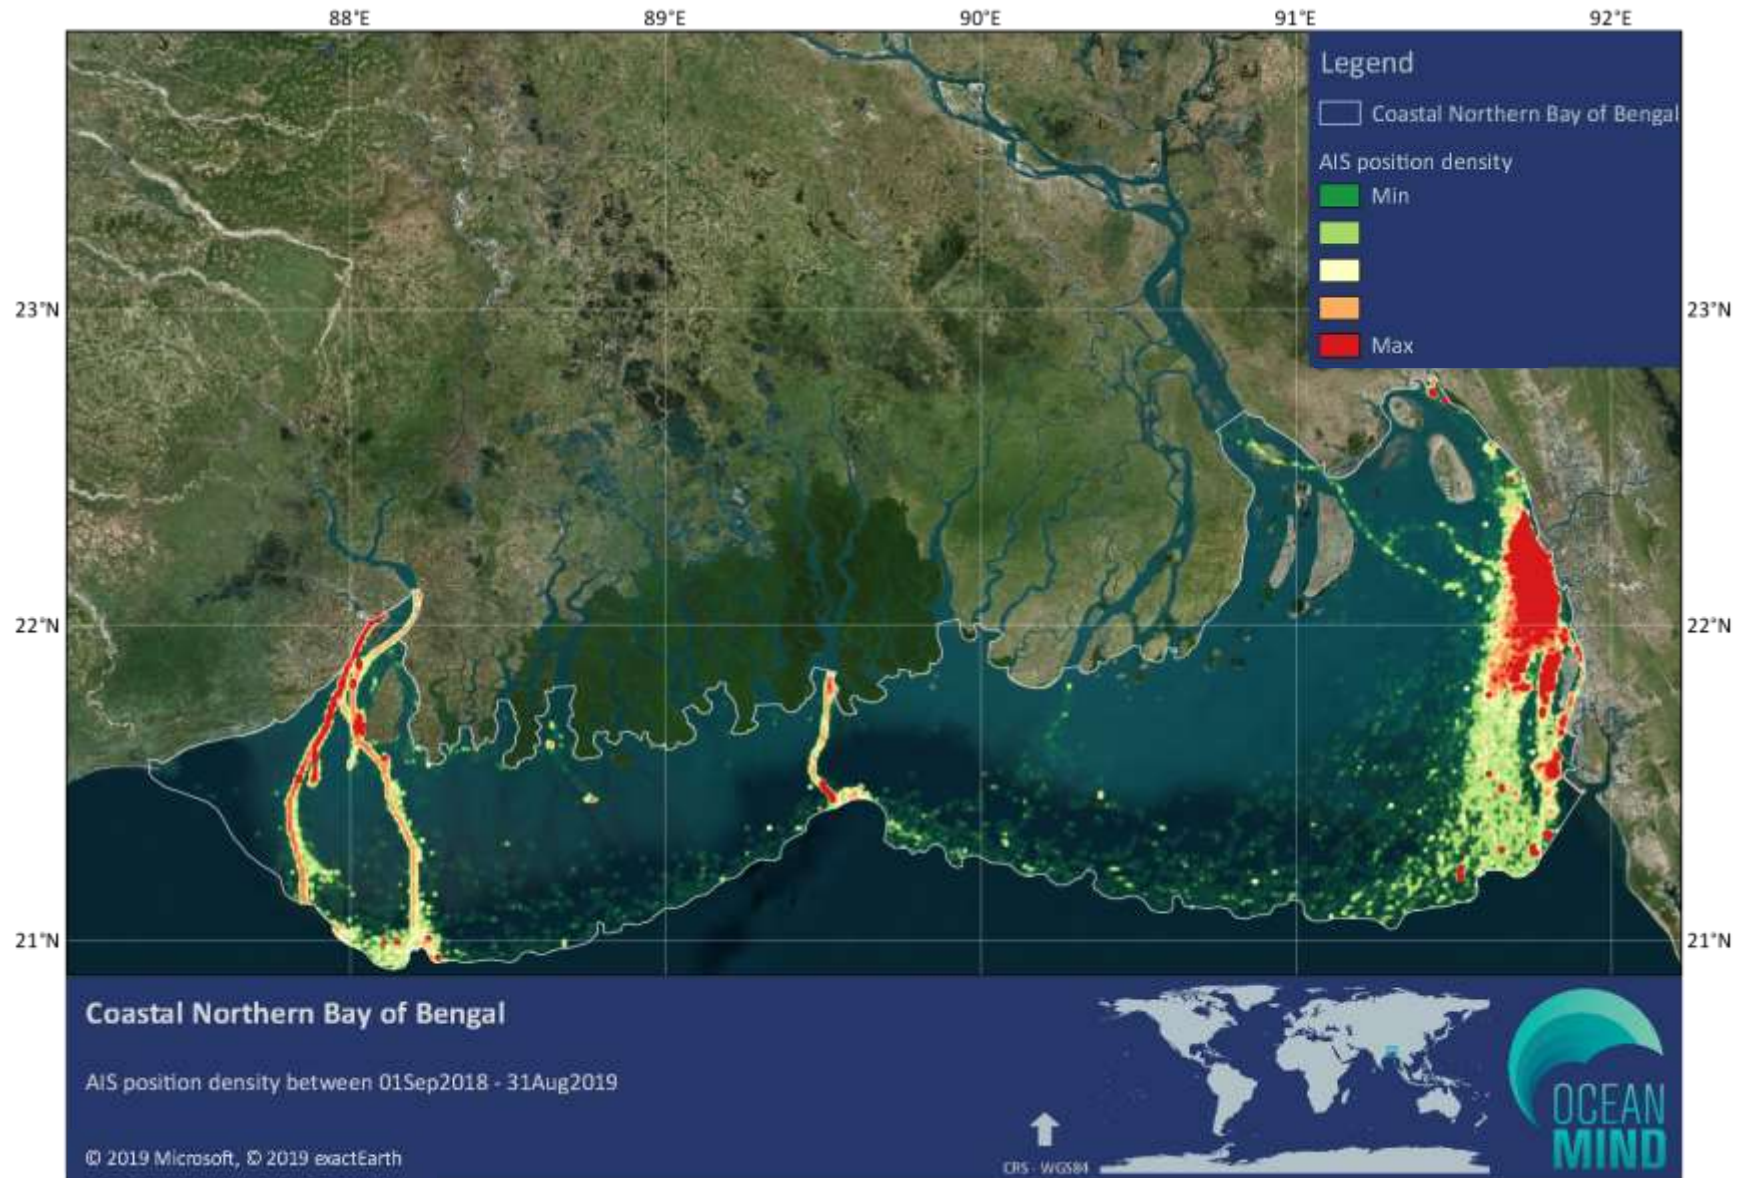 88°E 89°E 90°E 91°E 92°E
Legend
Coastal Northern Bay of Bengal
AIS position density
Min
Max
23°N 23°N
22°N 22°N
21°N 21°N
Coastal Northern Bay of Bengal
AIS position density between 01Sep2018 - 31Aug2019
© 2019 Microsoft, © 2019 exactEarth
CRS - WGS84
OCEAN
MIND